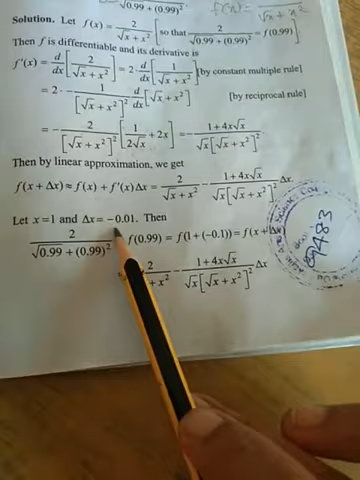 √0.99 + (0.99)²
f(x) = 
√x + x²
Solution. Let f(x) = 2/(√x + x²) [so that 2/(√0.99 + (0.99)²) = f(0.99)]
Then f is differentiable and its derivative is
f'(x) = d/dx [2/(√x + x²)] = 2 · d/dx [1/(√x + x²)] [by constant multiple rule)
= 2 · − 1/[√x + x²]² d/dx [√x + x²] [by reciprocal rule)
= − 2/[√x + x²]² [1/(2√x) + 2x] = − (1 + 4x√x)/(√x[√x + x²]²)
Then by linear approximation, we get
f(x + Δx) ≈ f(x) + f'(x)Δx = 2/(√x + x²) − (1 + 4x√x)/(√x[√x + x²]²) Δx
Let x = 1 and Δx = −0.01. Then
2/(√0.99 + (0.99)²) f(0.99) = f(1 + (−0.1)) = f(x + Δx)
2/ + x² − (1 + 4x√x)/(√x[√x + x²]²) Δx
89483